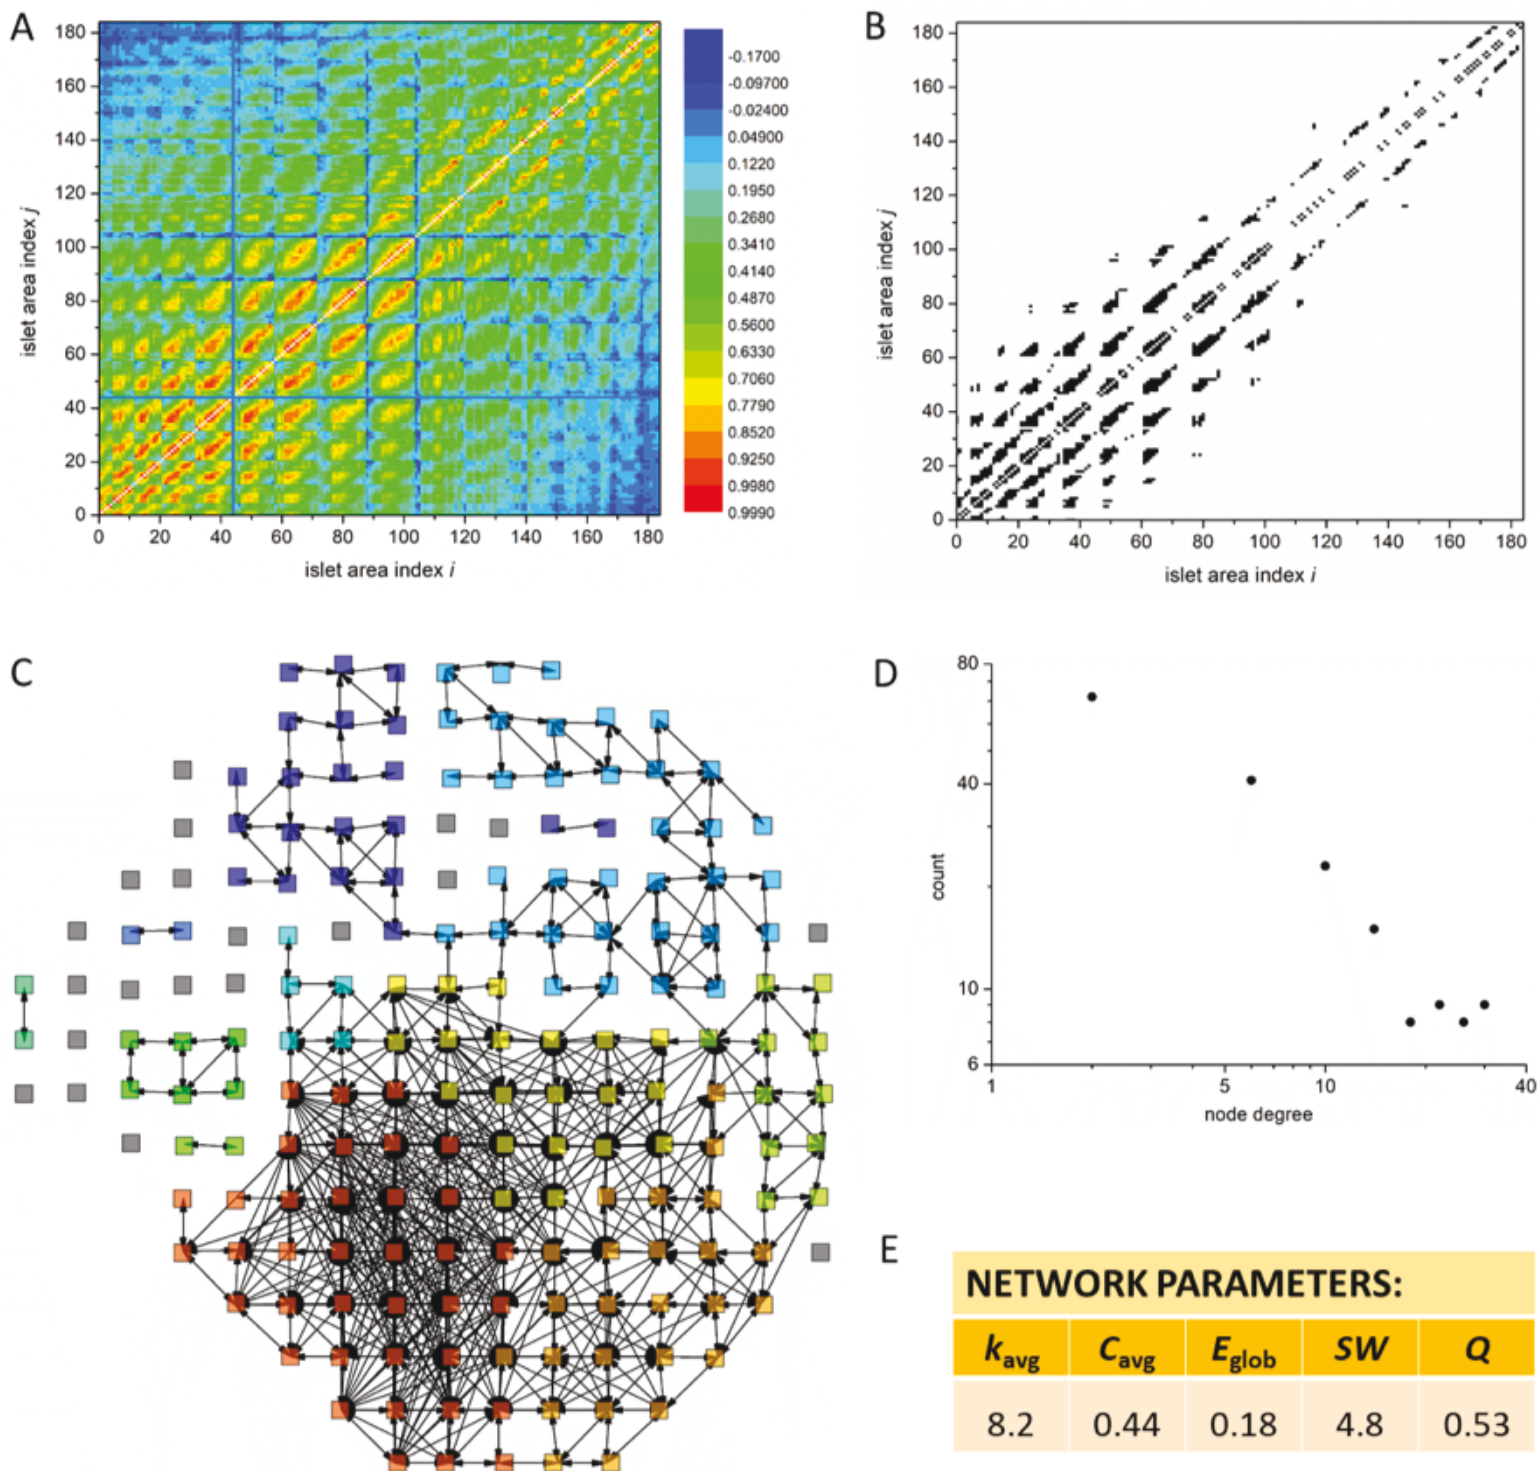 A
180
160
140
120
100
80
60
40
20
0
islet area index j
0 20 40 60 80 100 120 140 160 180
islet area index i
-0.1700
-0.09700
-0.02400
0.04900
0.1220
0.1950
0.2680
0.3410
0.4140
0.4870
0.5600
0.6330
0.7060
0.7790
0.8520
0.9250
0.9980
0.9990
B
180
160
140
120
100
80
60
40
20
0
islet area index j
0 20 40 60 80 100 120 140 160 180
islet area index i
C
D
80
40
10
6
count
1 5 10 40
node degree
E
NETWORK PARAMETERS:
kavg Cavg Eglob SW Q
8.2 0.44 0.18 4.8 0.53